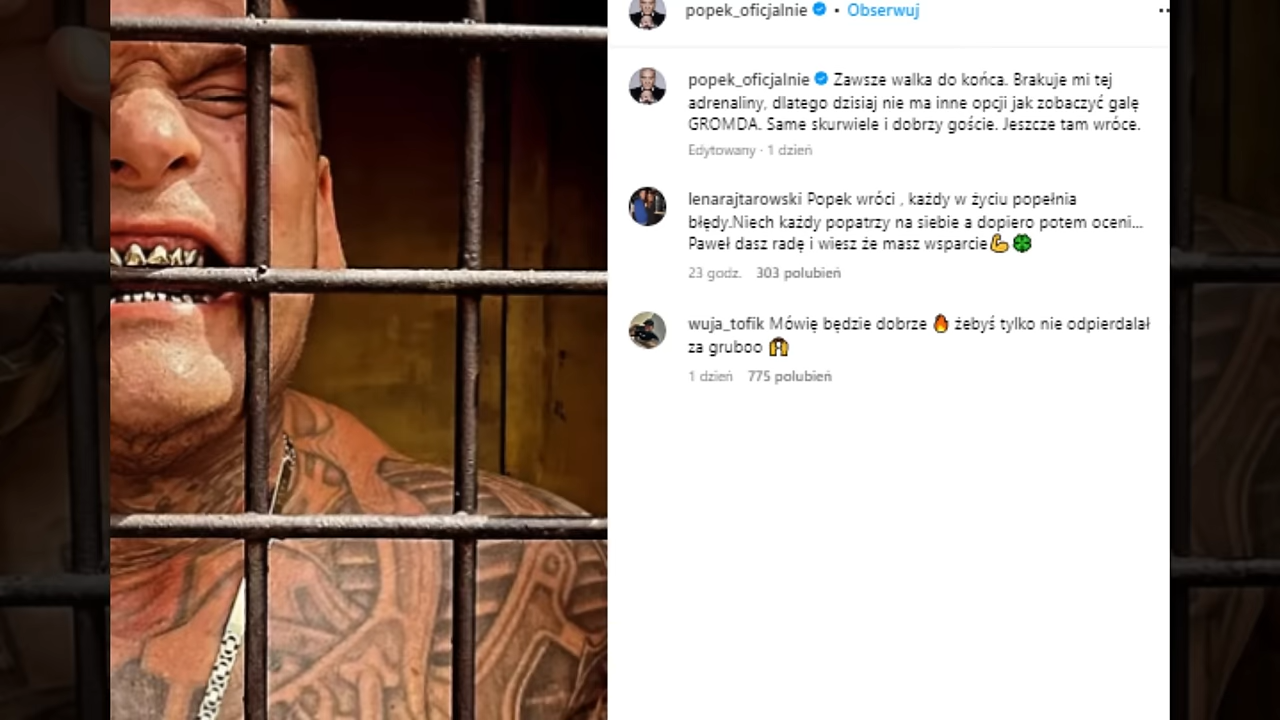 popek_oficjalnie • Obserwuj
popek_oficjalnie Zawsze walka do końca. Brakuje mi tej
adrenaliny, dlatego dzisiaj nie ma inne opcji jak zobaczyć galę
GROMDA. Same skurwiele i dobrzy goście. Jeszcze tam wróce.
Edytowany · 1 dzień
lenarajtarowski Popek wróci , każdy w życiu popełnia
błędy.Niech każdy popatrzy na siebie a dopiero potem oceni...
Paweł dasz radę i wiesz że masz wsparcie💪🍀
23 godz. 303 polubień
wuja_tofik Mówię będzie dobrze 🔥 żebyś tylko nie odpierdalał
za gruboo 🙌
1 dzień 775 polubień